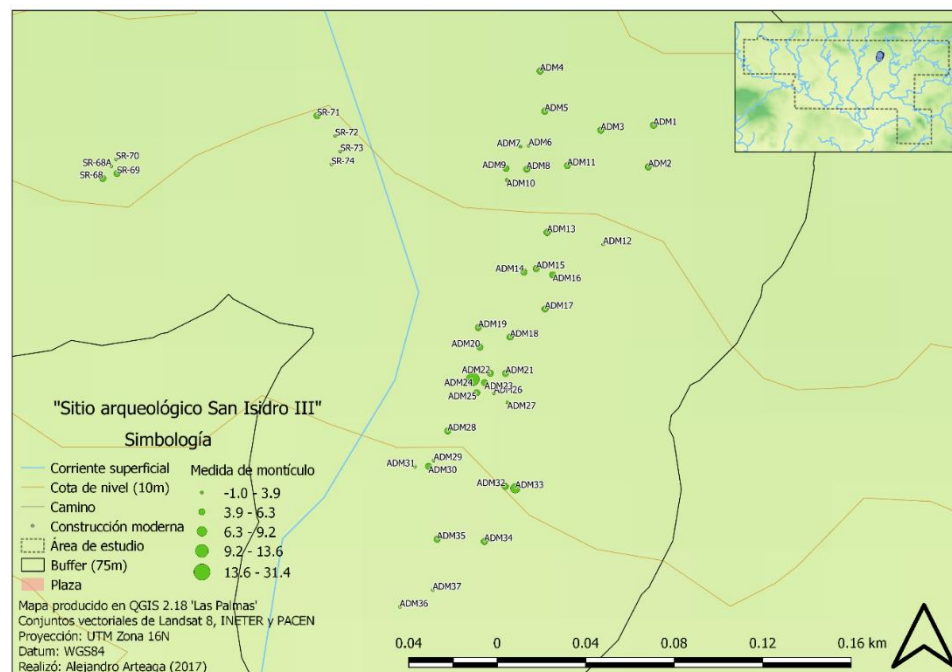 ADM4
ADM5
SR-71
ADM3
ADM1
SR-72
ADM7
ADM6
SR-73
SR-70
SR-74
SR-68A
SR-68
SR-69
ADM9
ADM8
ADM11
ADM2
ADM10
ADM13
ADM12
ADM14
ADM15
ADM16
ADM17
ADM19
ADM18
ADM20
ADM22
ADM21
ADM24
ADM23
ADM26
ADM25
ADM27
ADM28
ADM29
ADM31
ADM30
ADM32
ADM33
ADM35
ADM34
ADM37
ADM36
"Sitio arqueológico San Isidro III"
Simbología
Corriente superficial
Cota de nivel (10m)
Camino
Construcción moderna
Área de estudio
Buffer (75m)
Plaza
Medida de montículo
-1.0 - 3.9
3.9 - 6.3
6.3 - 9.2
9.2 - 13.6
13.6 - 31.4
Mapa producido en QGIS 2.18 'Las Palmas'
Conjuntos vectoriales de Landsat 8, INETER y PACEN
Proyección: UTM Zona 16N
Datum: WGS84
Realizó: Alejandro Arteaga (2017)
0.04 0 0.04 0.08 0.12 0.16 km